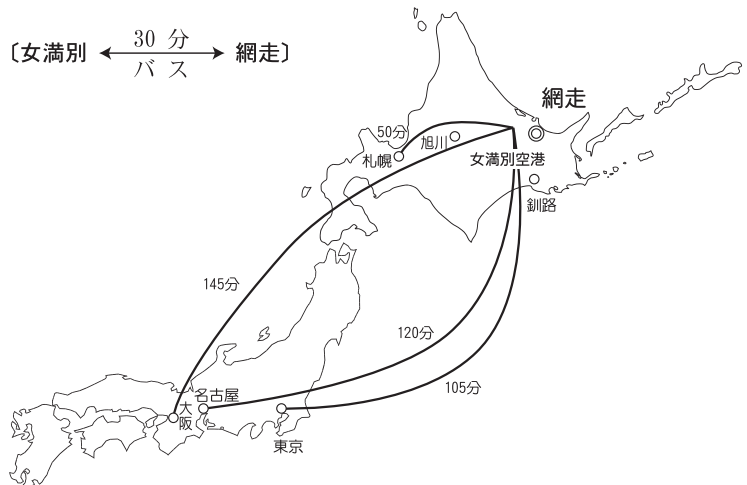 〔女満別 30 分 網走〕
バ ス
網走
50分
旭川
札幌
女満別空港
釧路
145分
120分
105分
名古屋
大阪
東京